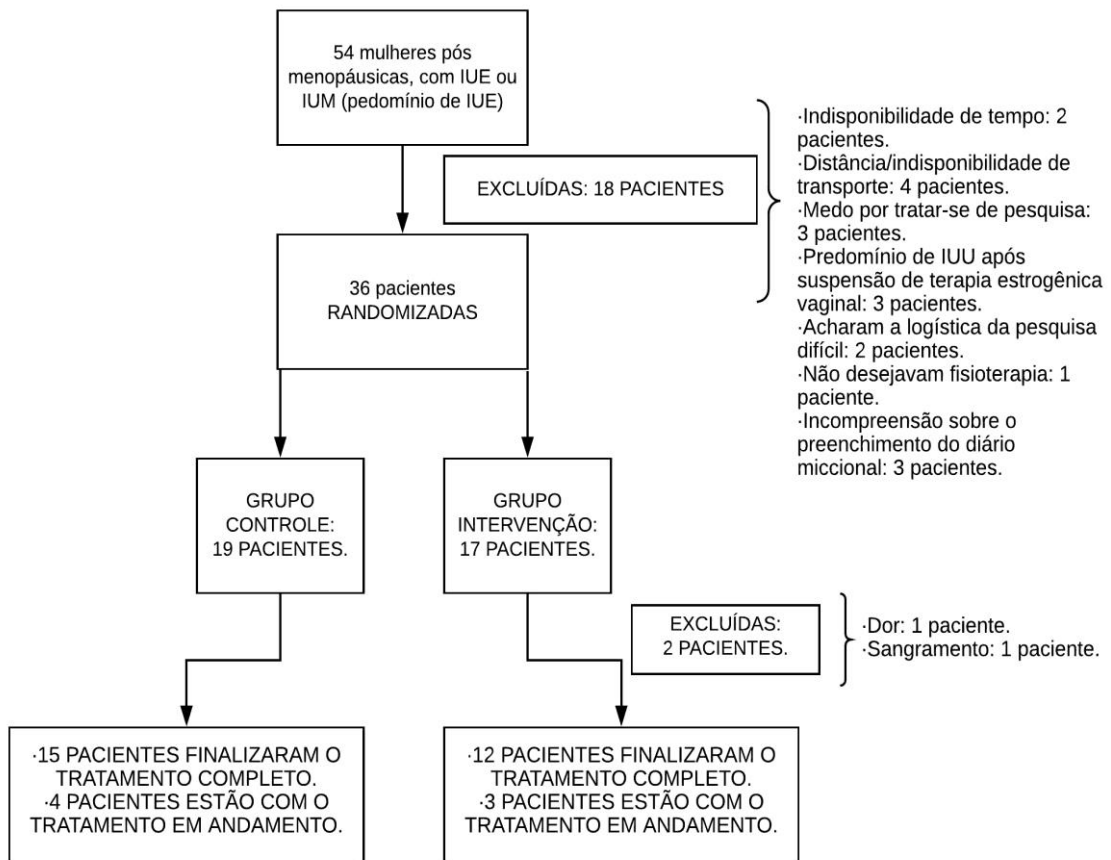 54 mulheres pós
menopáusicas, com IUE ou
IUM (pedomínio de IUE)
EXCLUÍDAS: 18 PACIENTES
·Indisponibilidade de tempo: 2
pacientes.
·Distância/indisponibilidade de
transporte: 4 pacientes.
·Medo por tratar-se de pesquisa:
3 pacientes.
·Predomínio de IUU após
suspensão de terapia estrogênica
vaginal: 3 pacientes.
·Acharam a logística da pesquisa
difícil: 2 pacientes.
·Não desejavam fisioterapia: 1
paciente.
·Incompreensão sobre o
preenchimento do diário
miccional: 3 pacientes.
36 pacientes
RANDOMIZADAS
GRUPO
CONTROLE:
19 PACIENTES.
GRUPO
INTERVENÇÃO:
17 PACIENTES.
EXCLUÍDAS:
2 PACIENTES.
·Dor: 1 paciente.
·Sangramento: 1 paciente.
·15 PACIENTES FINALIZARAM O
TRATAMENTO COMPLETO.
·4 PACIENTES ESTÃO COM O
TRATAMENTO EM ANDAMENTO.
·12 PACIENTES FINALIZARAM O
TRATAMENTO COMPLETO.
·3 PACIENTES ESTÃO COM O
TRATAMENTO EM ANDAMENTO.